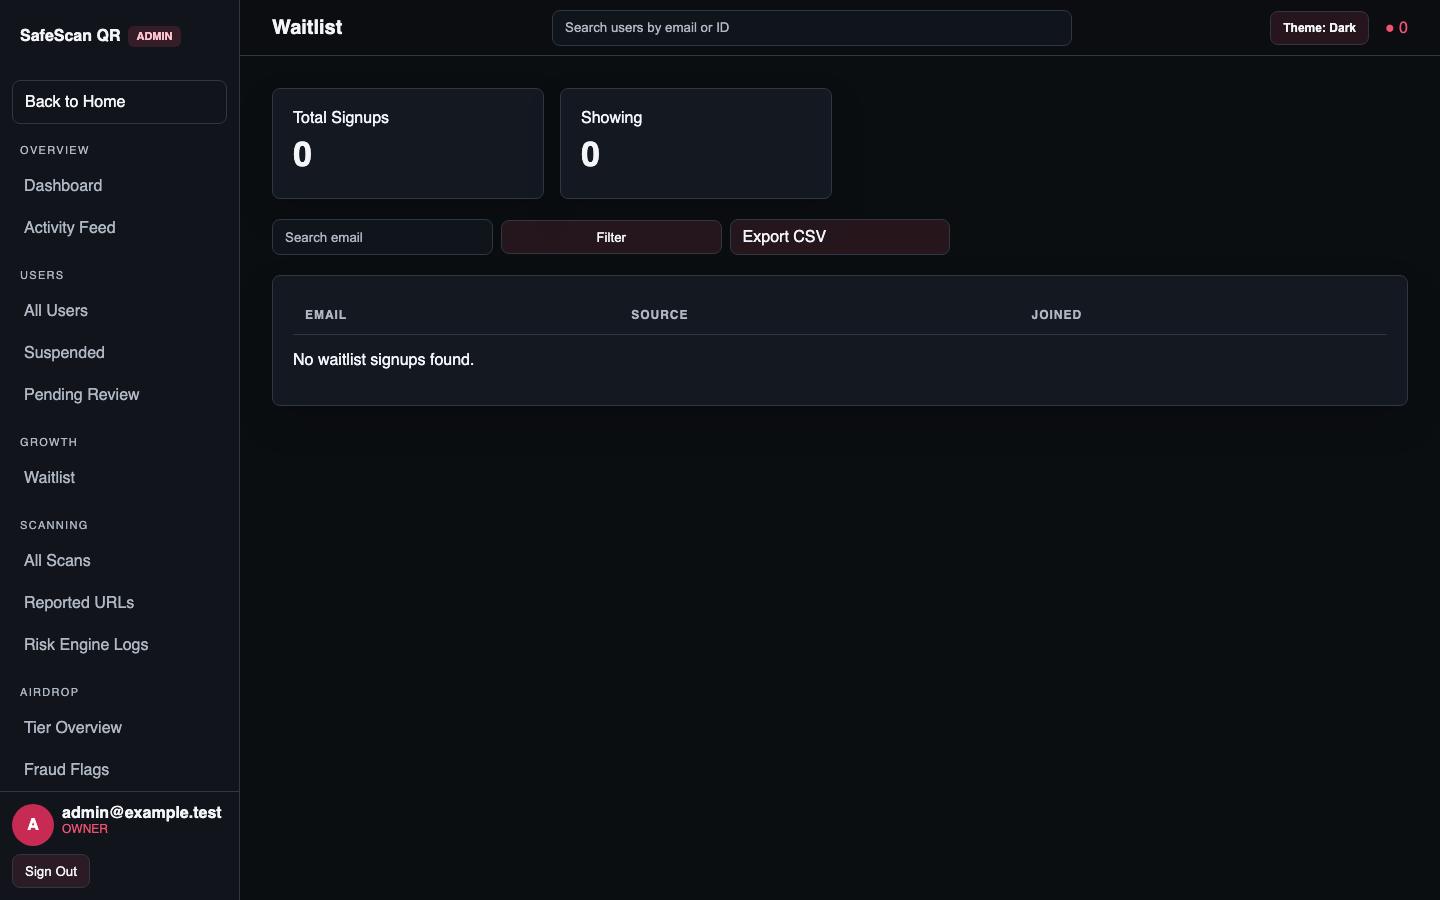 SafeScan QR ADMIN
Back to Home
OVERVIEW
Dashboard
Activity Feed
USERS
All Users
Suspended
Pending Review
GROWTH
Waitlist
SCANNING
All Scans
Reported URLs
Risk Engine Logs
AIRDROP
Tier Overview
Fraud Flags
A
admin@example.test
OWNER
Sign Out
Waitlist
Search users by email or ID
Theme: Dark
0
Total Signups
0
Showing
0
Search email
Filter
Export CSV
EMAIL SOURCE JOINED
No waitlist signups found.